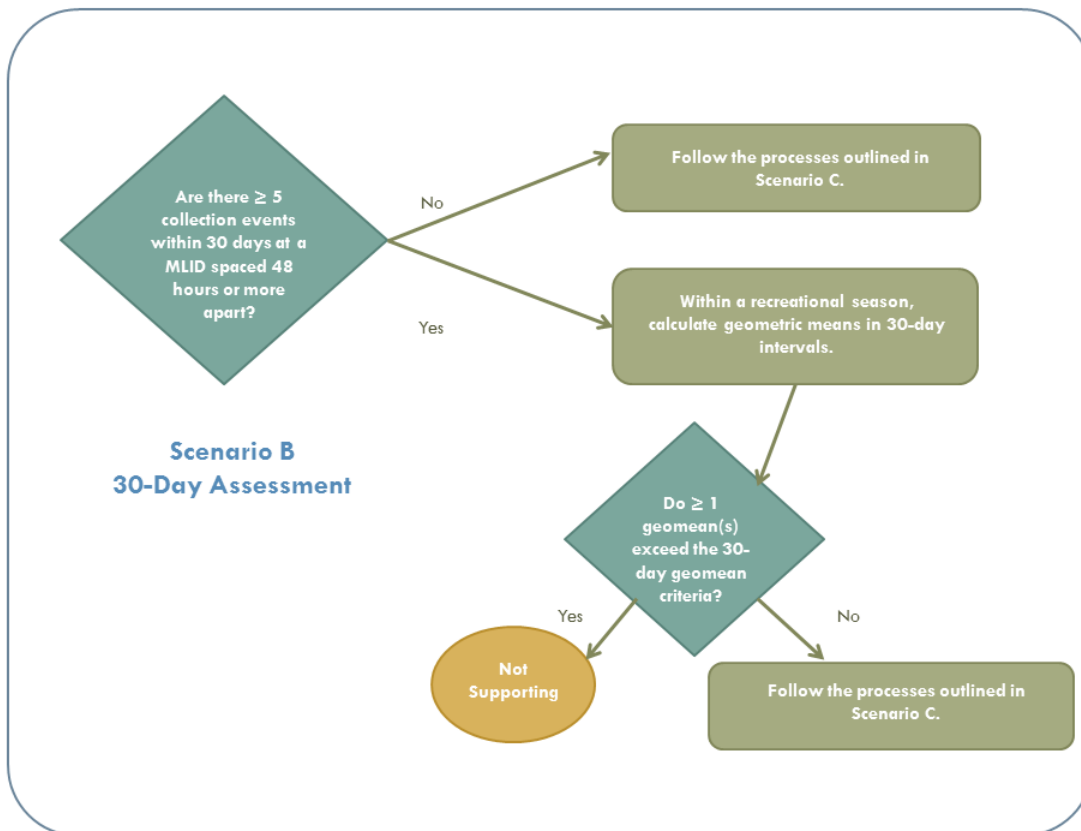 Are there ≥ 5
collection events
within 30 days at a
MLID spaced 48
hours or more
apart?
No
Follow the processes outlined in
Scenario C.
Yes
Within a recreational season,
calculate geometric means in 30-day
intervals.
Scenario B
30-Day Assessment
Do ≥ 1
geomean(s)
exceed the 30-
day geomean
criteria?
Yes
No
Not
Supporting
Follow the processes outlined in
Scenario C.